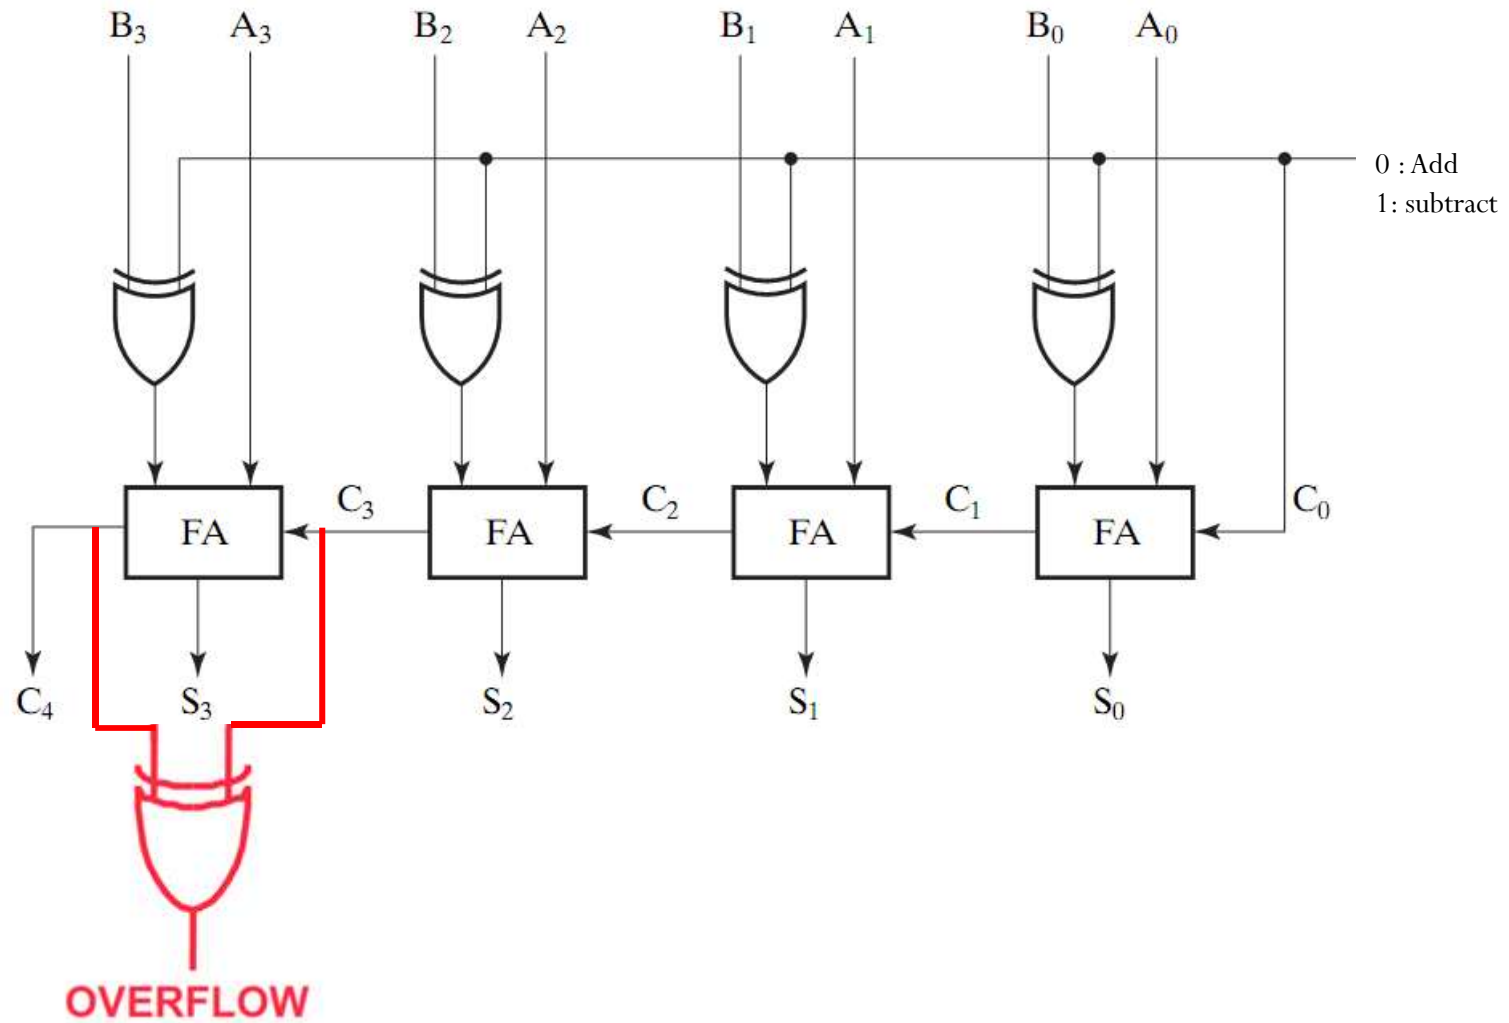 B₃ A₃ B₂ A₂ B₁ A₁ B₀ A₀
0 : Add
1: subtract
C₃ C₂ C₁ C₀
FA FA FA FA
C₄ S₃ S₂ S₁ S₀
OVERFLOW